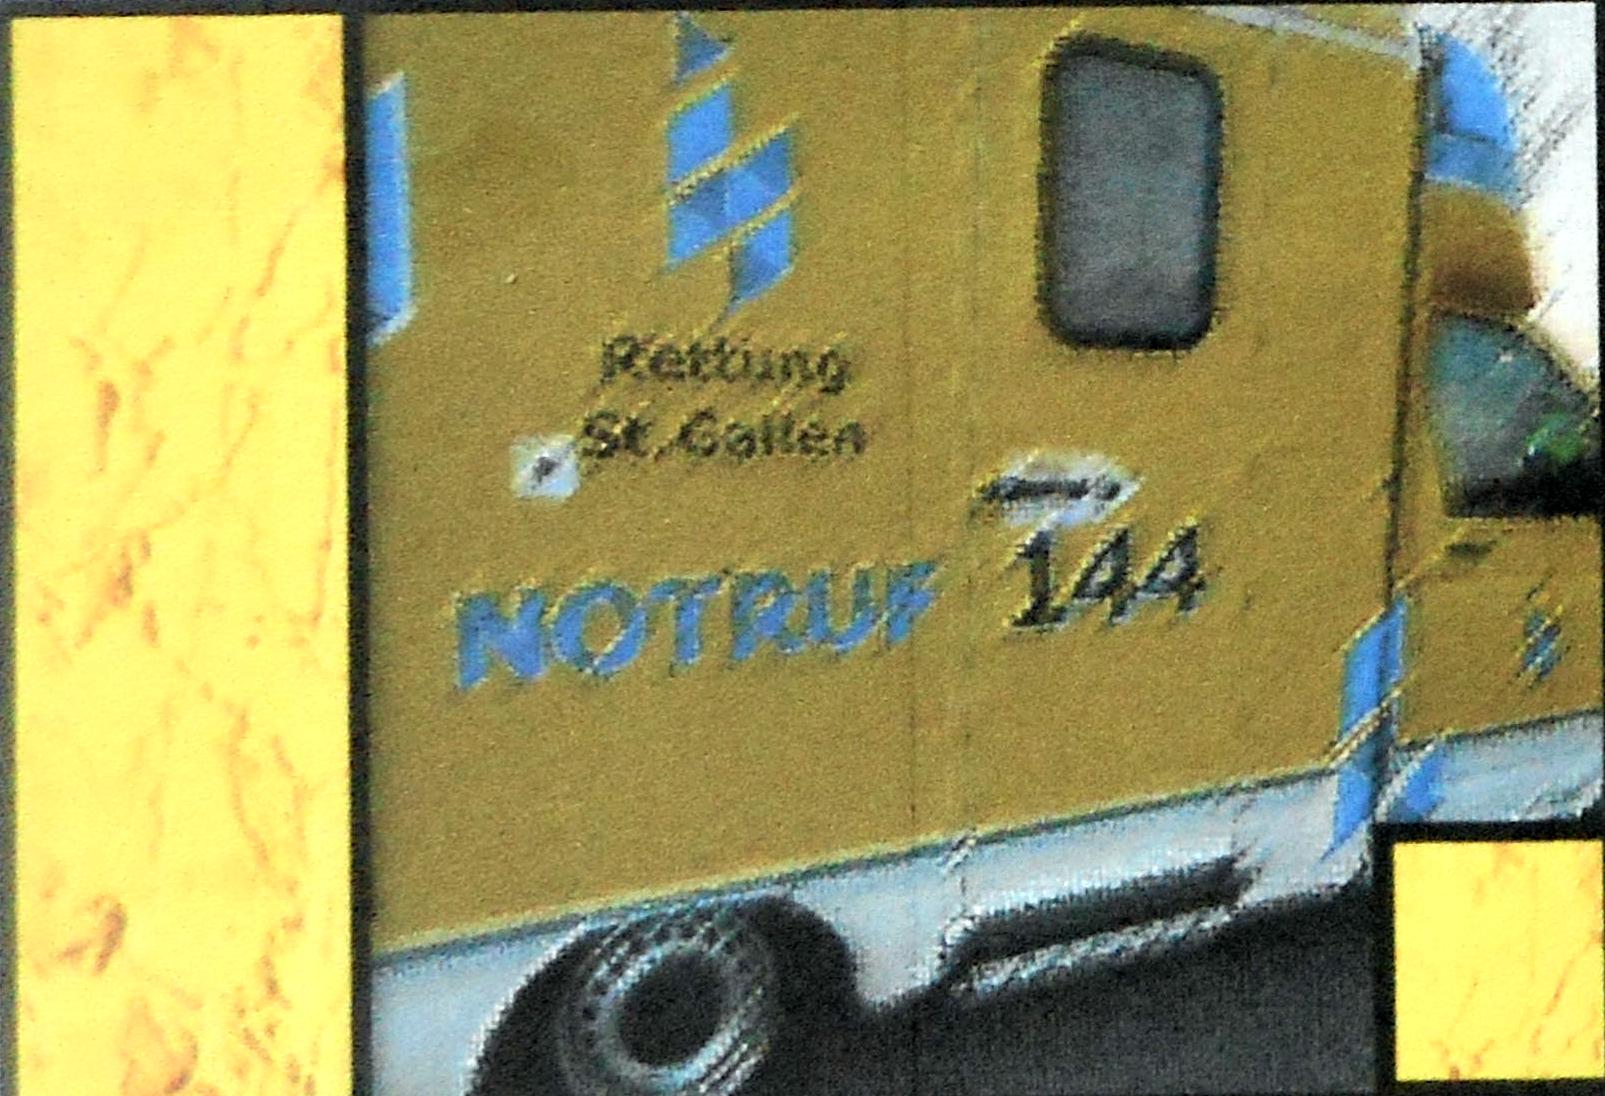 Rettung
St.Gallen
NOTRUF 144